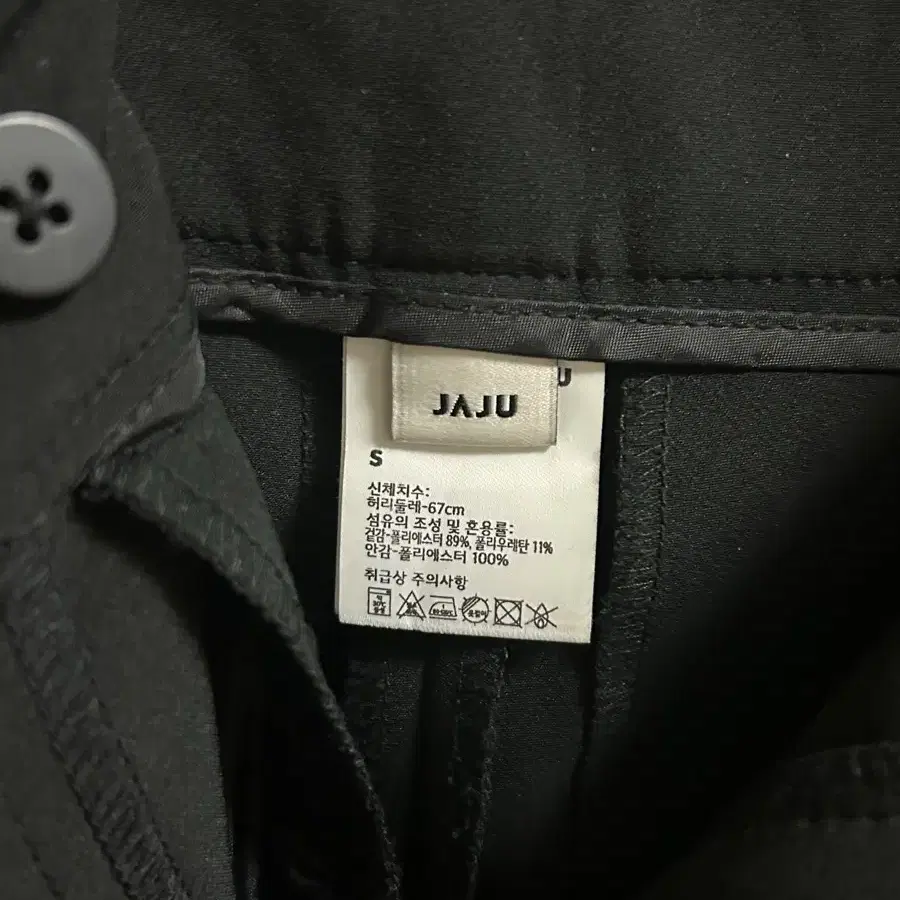 JAJU
U
S
신체치수:
허리둘레-67cm
섬유의 조성 및 혼용률:
겉감-폴리에스터 89%, 폴리우레탄 11%
안감-폴리에스터 100%
취급상 주의사항